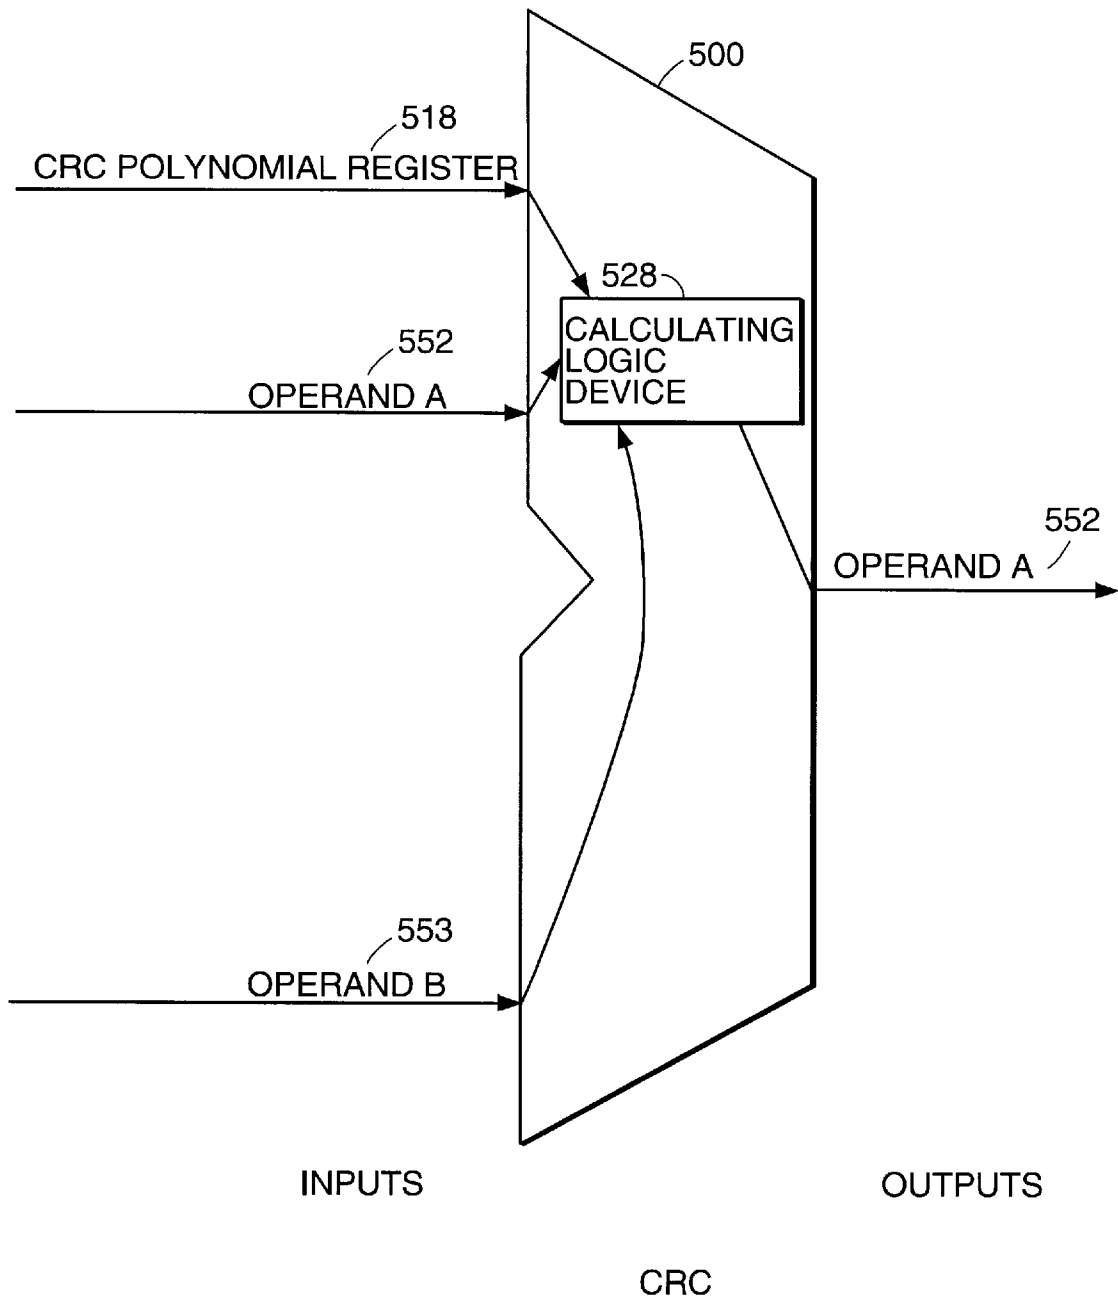 500
518
CRC POLYNOMIAL REGISTER
528
CALCULATING
LOGIC
DEVICE
552
OPERAND A
552
OPERAND A
553
OPERAND B
INPUTS
OUTPUTS
CRC